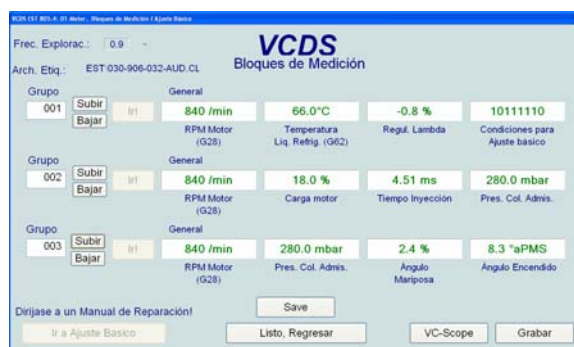 VCDS EST 805.4: 01 Motor, Bloques de Medición / Ajuste Básico
VCDS
Frec. Explorac.: 0.9 -
Bloques de Medición
Arch. Etiq.: EST:030-906-032-AUD.CL
Grupo General
001 Subir Bajar Ir! 840 /min 66.0°C -0.8 % 10111110
RPM Motor Temperatura Regul. Lambda Condiciones para
(G28) Liq. Refrig. (G62) Ajuste básico
Grupo General
002 Subir Bajar Ir! 840 /min 18.0 % 4.51 ms 280.0 mbar
RPM Motor Carga motor Tiempo Inyección Pres. Col. Admis.
(G28)
Grupo General
003 Subir Bajar Ir! 840 /min 280.0 mbar 2.4 % 8.3 °aPMS
RPM Motor Pres. Col. Admis. Ángulo Ángulo Encendido
(G28) Mariposa
Diríjase a un Manual de Reparación! Save
Ir a Ajuste Básico Listo, Regresar VC-Scope Grabar